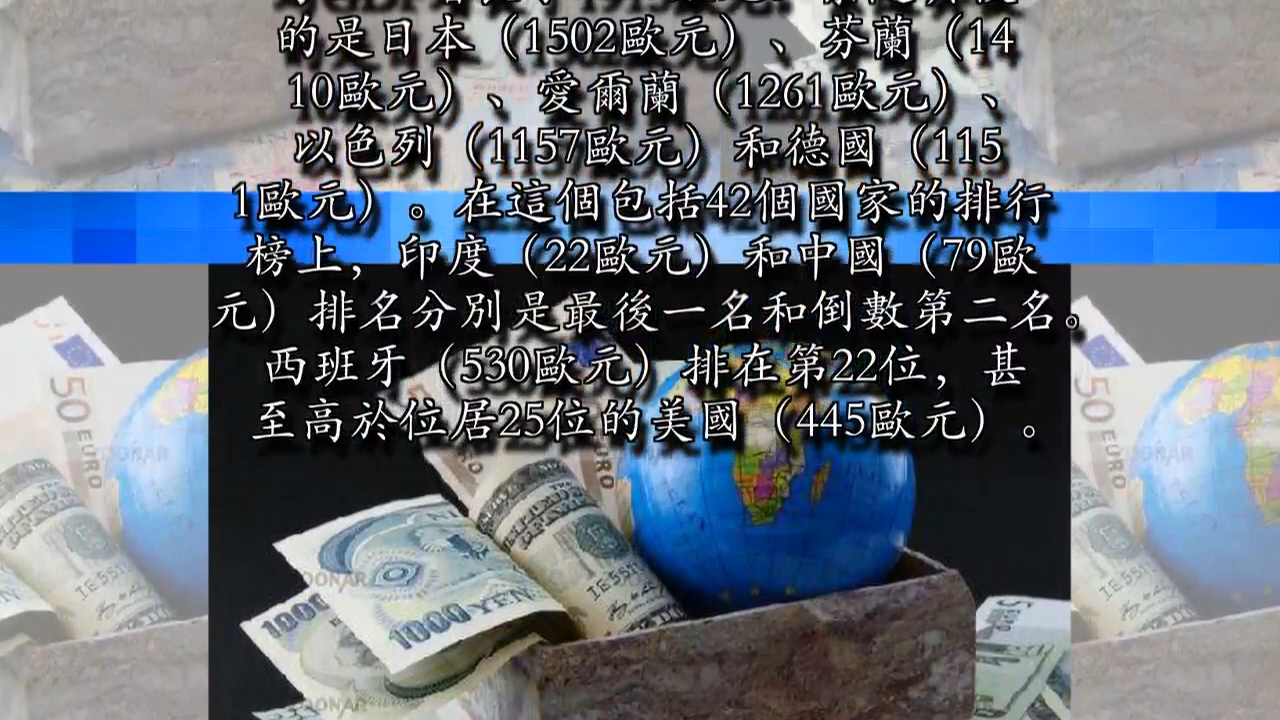 的是日本（1502歐元）、芬蘭（14
10歐元）、愛爾蘭（1261歐元）、
以色列（1157歐元）和德國（115
1歐元）。在這個包括42個國家的排行
榜上，印度（22歐元）和中國（79歐
元）排名分別是最後一名和倒數第二名。
西班牙（530歐元）排在第22位，甚
至高於位居25位的美國（445歐元）。
50 EURO
1000 YEN
1000